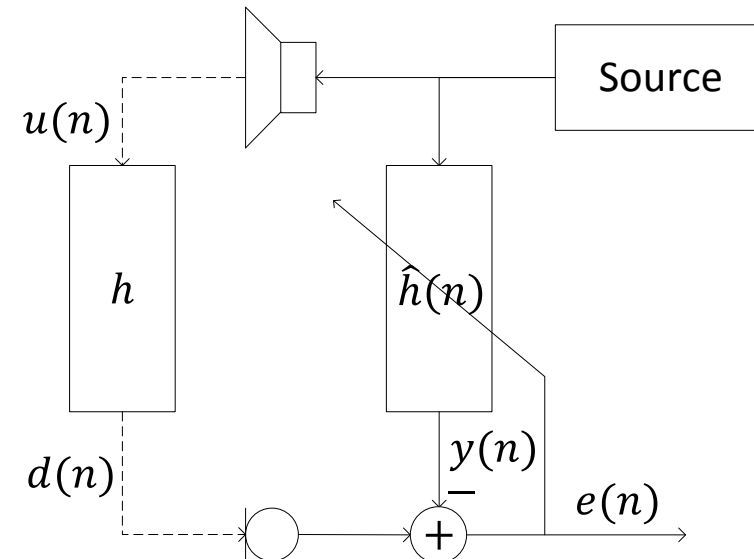 Source
u(n)
h
ĥ(n)
d(n)
y(n)
−
+
e(n)